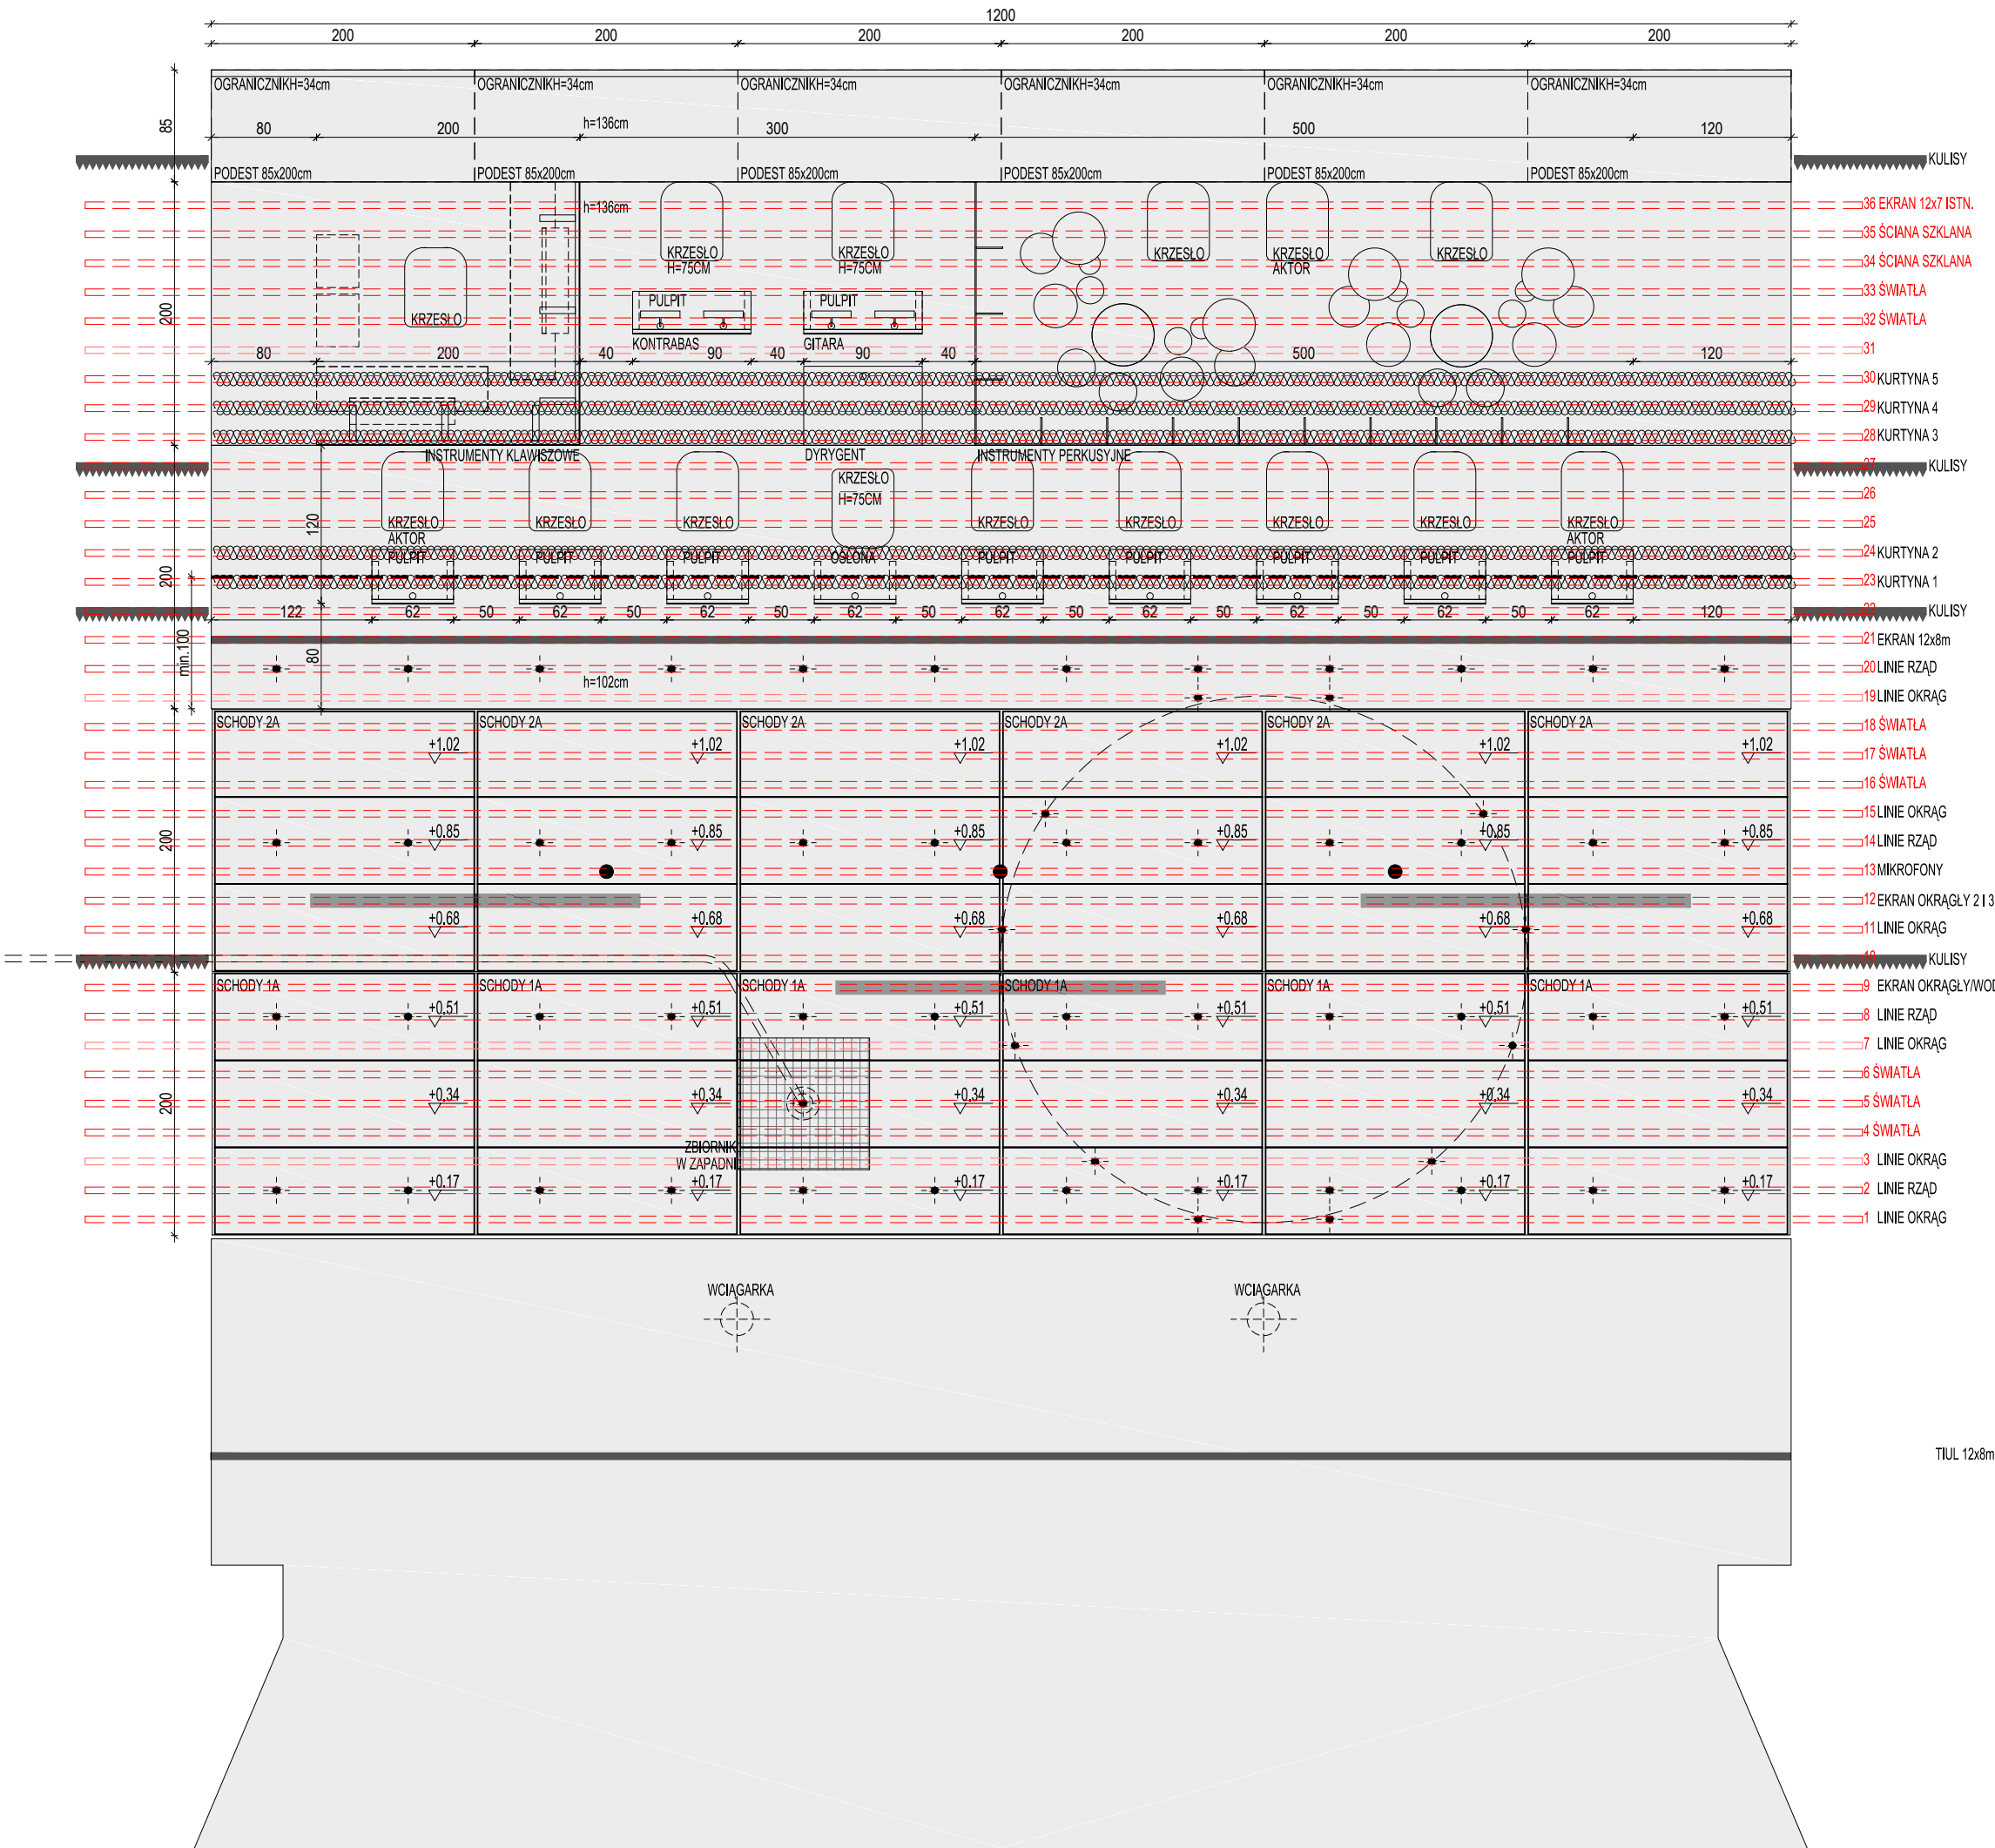 1200
200 200 200 200 200 200
OGRANICZNIKH=34cm OGRANICZNIKH=34cm OGRANICZNIKH=34cm OGRANICZNIKH=34cm OGRANICZNIKH=34cm OGRANICZNIKH=34cm
85
h=136cm
80 200 300 500 120
KULISY
PODEST 85x200cm PODEST 85x200cm PODEST 85x200cm PODEST 85x200cm PODEST 85x200cm PODEST 85x200cm
h=136cm
36 EKRAN 12x7 ISTN.
35 ŚCIANA SZKLANA
KRZESŁO KRZESŁO KRZESŁO KRZESŁO KRZESŁO
H=75CM H=75CM AKTOR
34 ŚCIANA SZKLANA
33 ŚWIATŁA
PULPIT PULPIT
200
KRZESŁO
32 ŚWIATŁA
KONTRABAS GITARA
31
80 200 40 90 40 90 40 500 120
30 KURTYNA 5
29 KURTYNA 4
28 KURTYNA 3
INSTRUMENTY KLAWISZOWE DYRYGENT INSTRUMENTY PERKUSYJNE
27
KULISY
KRZESŁO
H=75CM
26
KRZESŁO KRZESŁO KRZESŁO KRZESŁO KRZESŁO KRZESŁO KRZESŁO KRZESŁO
25
120
AKTOR AKTOR
PULPIT PULPIT PULPIT OSŁONA PULPIT PULPIT PULPIT PULPIT PULPIT
24 KURTYNA 2
200
23 KURTYNA 1
122 62 50 62 50 62 50 62 50 62 50 62 50 62 50 62 50 62 120
22
KULISY
min.100
21 EKRAN 12x8m
80
20 LINIE RZĄD
h=102cm
19 LINIE OKRĄG
SCHODY 2A SCHODY 2A SCHODY 2A SCHODY 2A SCHODY 2A SCHODY 2A
18 ŚWIATŁA
+1.02 +1.02 +1.02 +1.02 +1.02 +1.02
17 ŚWIATŁA
16 ŚWIATŁA
15 LINIE OKRĄG
200
+0.85 +0.85 +0.85 +0.85 +0.85 +0.85
14 LINIE RZĄD
13 MIKROFONY
12 EKRAN OKRĄGŁY 2 I 3
+0.68 +0.68 +0.68 +0.68 +0.68 +0.68
11 LINIE OKRĄG
10
KULISY
SCHODY 1A SCHODY 1A SCHODY 1A SCHODY 1A SCHODY 1A SCHODY 1A
9 EKRAN OKRĄGŁY/WOD
+0,51 +0,51 +0,51 +0,51 +0,51 +0,51
8 LINIE RZĄD
7 LINIE OKRĄG
6 ŚWIATŁA
200
+0,34 +0,34 +0,34 +0,34 +0,34 +0,34
5 ŚWIATŁA
4 ŚWIATŁA
ZBIORNIK
W ZAPADNI
3 LINIE OKRĄG
+0.17 +0.17 +0.17 +0.17 +0.17 +0.17
2 LINIE RZĄD
1 LINIE OKRĄG
WCIĄGARKA WCIĄGARKA
TIUL 12x8m